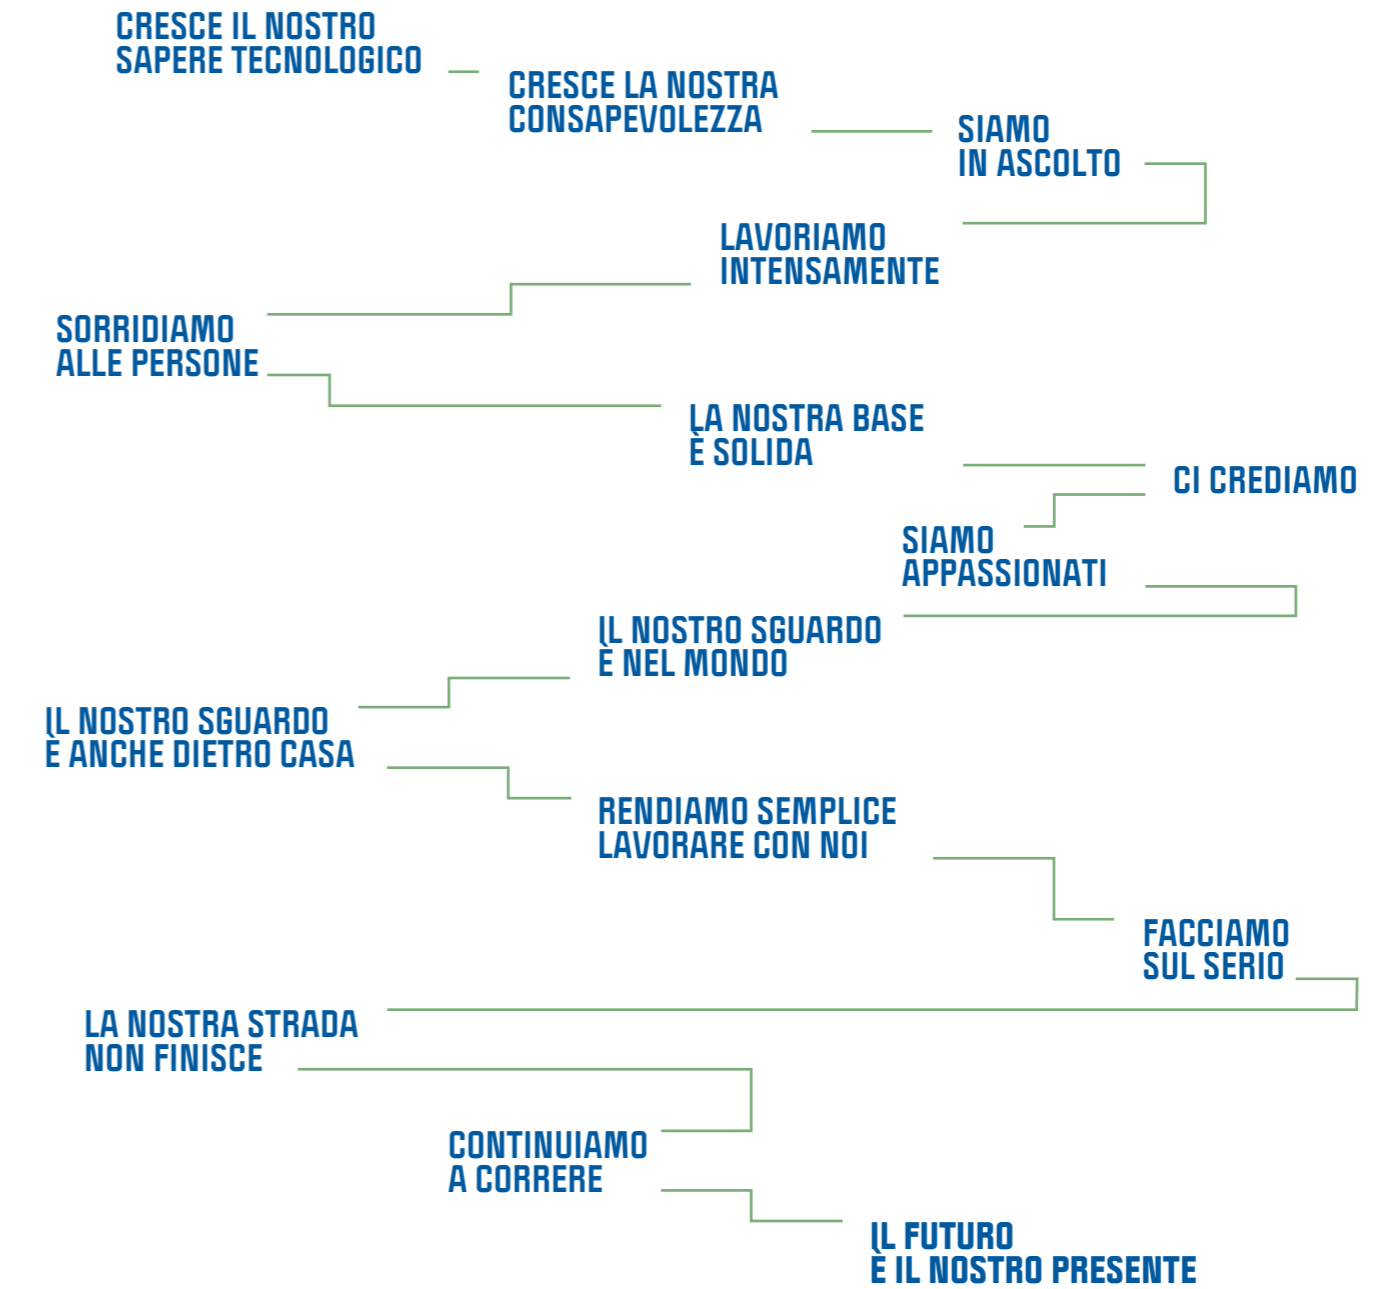 CRESCE IL NOSTRO
SAPERE TECNOLOGICO
CRESCE LA NOSTRA
CONSAPEVOLEZZA
SIAMO
IN ASCOLTO
LAVORIAMO
INTENSAMENTE
SORRIDIAMO
ALLE PERSONE
LA NOSTRA BASE
È SOLIDA
CI CREDIAMO
SIAMO
APPASSIONATI
IL NOSTRO SGUARDO
È NEL MONDO
IL NOSTRO SGUARDO
È ANCHE DIETRO CASA
RENDIAMO SEMPLICE
LAVORARE CON NOI
FACCIAMO
SUL SERIO
LA NOSTRA STRADA
NON FINISCE
CONTINUIAMO
A CORRERE
IL FUTURO
È IL NOSTRO PRESENTE